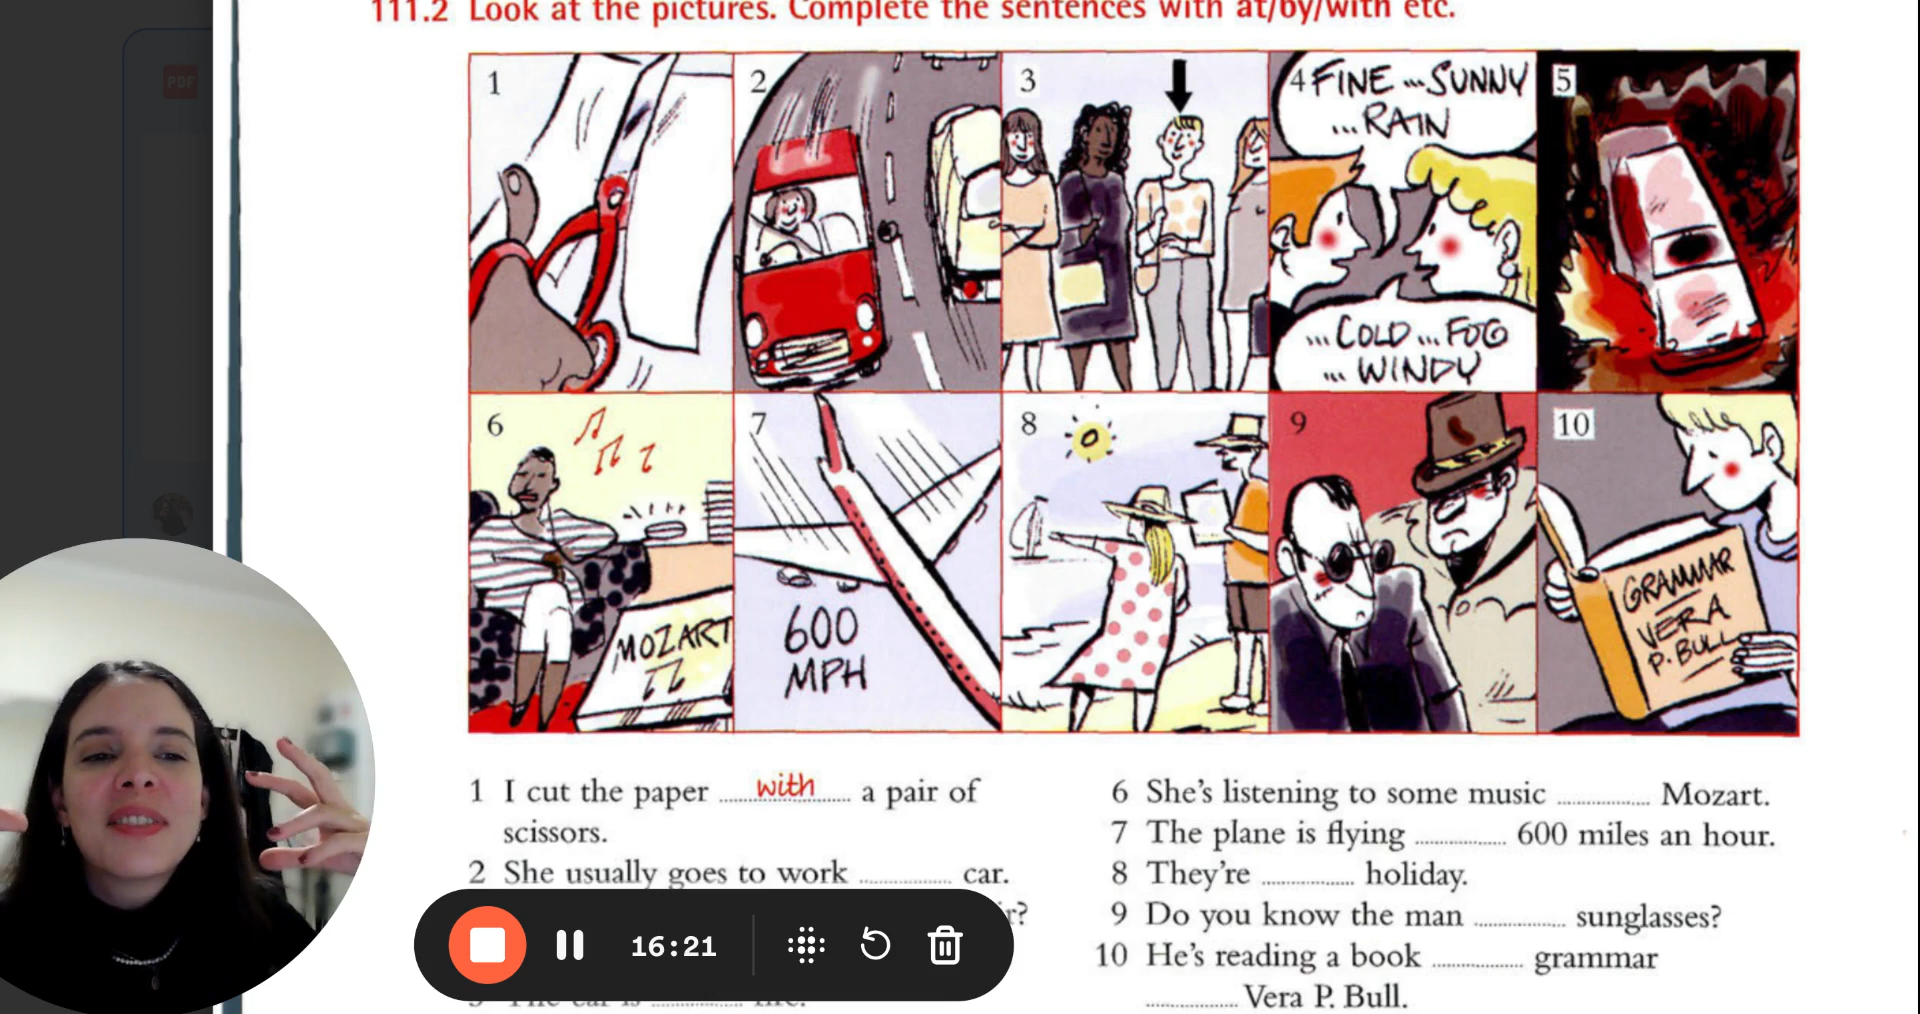 111.2 Look at the pictures. Complete the sentences with at/by/with etc.
PDF
1
2
3
4 FINE ... SUNNY
... RAIN
... COLD ... FOG
... WINDY
5
6
MOZART
7
600
MPH
8
9
10
GRAMMAR
VERA
P. BULL
1 I cut the paper ....with.... a pair of
scissors.
2 She usually goes to work .............. car.
r?
16:21
6 She's listening to some music .............. Mozart.
7 The plane is flying .............. 600 miles an hour.
8 They're .............. holiday.
9 Do you know the man .............. sunglasses?
10 He's reading a book .............. grammar
.............. Vera P. Bull.